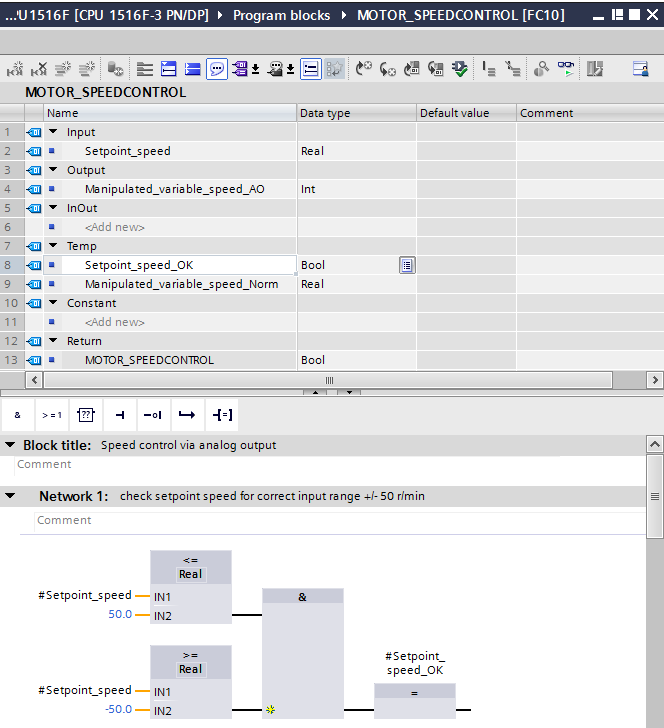 ...U1516F [CPU 1516F-3 PN/DP] Program blocks MOTOR_SPEEDCONTROL [FC10]
MOTOR_SPEEDCONTROL
Name Data type Default value Comment
1 Input
2 Setpoint_speed Real
3 Output
4 Manipulated_variable_speed_AO Int
5 InOut
6 <Add new>
7 Temp
8 Setpoint_speed_OK Bool
9 Manipulated_variable_speed_Norm Real
10 Constant
11 <Add new>
12 Return
13 MOTOR_SPEEDCONTROL Bool
& >=1 ??
Block title: Speed control via analog output
Comment
Network 1: check setpoint speed for correct input range +/- 50 r/min
Comment
<=
Real
#Setpoint_speed IN1
50.0 IN2
&
>=
Real
#Setpoint_speed IN1
-50.0 IN2
#Setpoint_
speed_OK
=